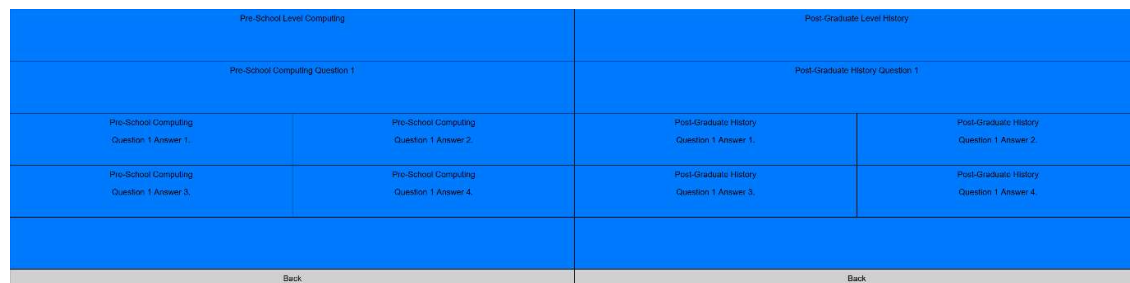 Pre-School Level Computing
Pre-School Computing Question 1
Pre-School Computing
Question 1 Answer 1.
Pre-School Computing
Question 1 Answer 2.
Pre-School Computing
Question 1 Answer 3.
Pre-School Computing
Question 1 Answer 4.
Back
Post-Graduate Level History
Post-Graduate History Question 1
Post-Graduate History
Question 1 Answer 1.
Post-Graduate History
Question 1 Answer 2.
Post-Graduate History
Question 1 Answer 3.
Post-Graduate History
Question 1 Answer 4.
Back